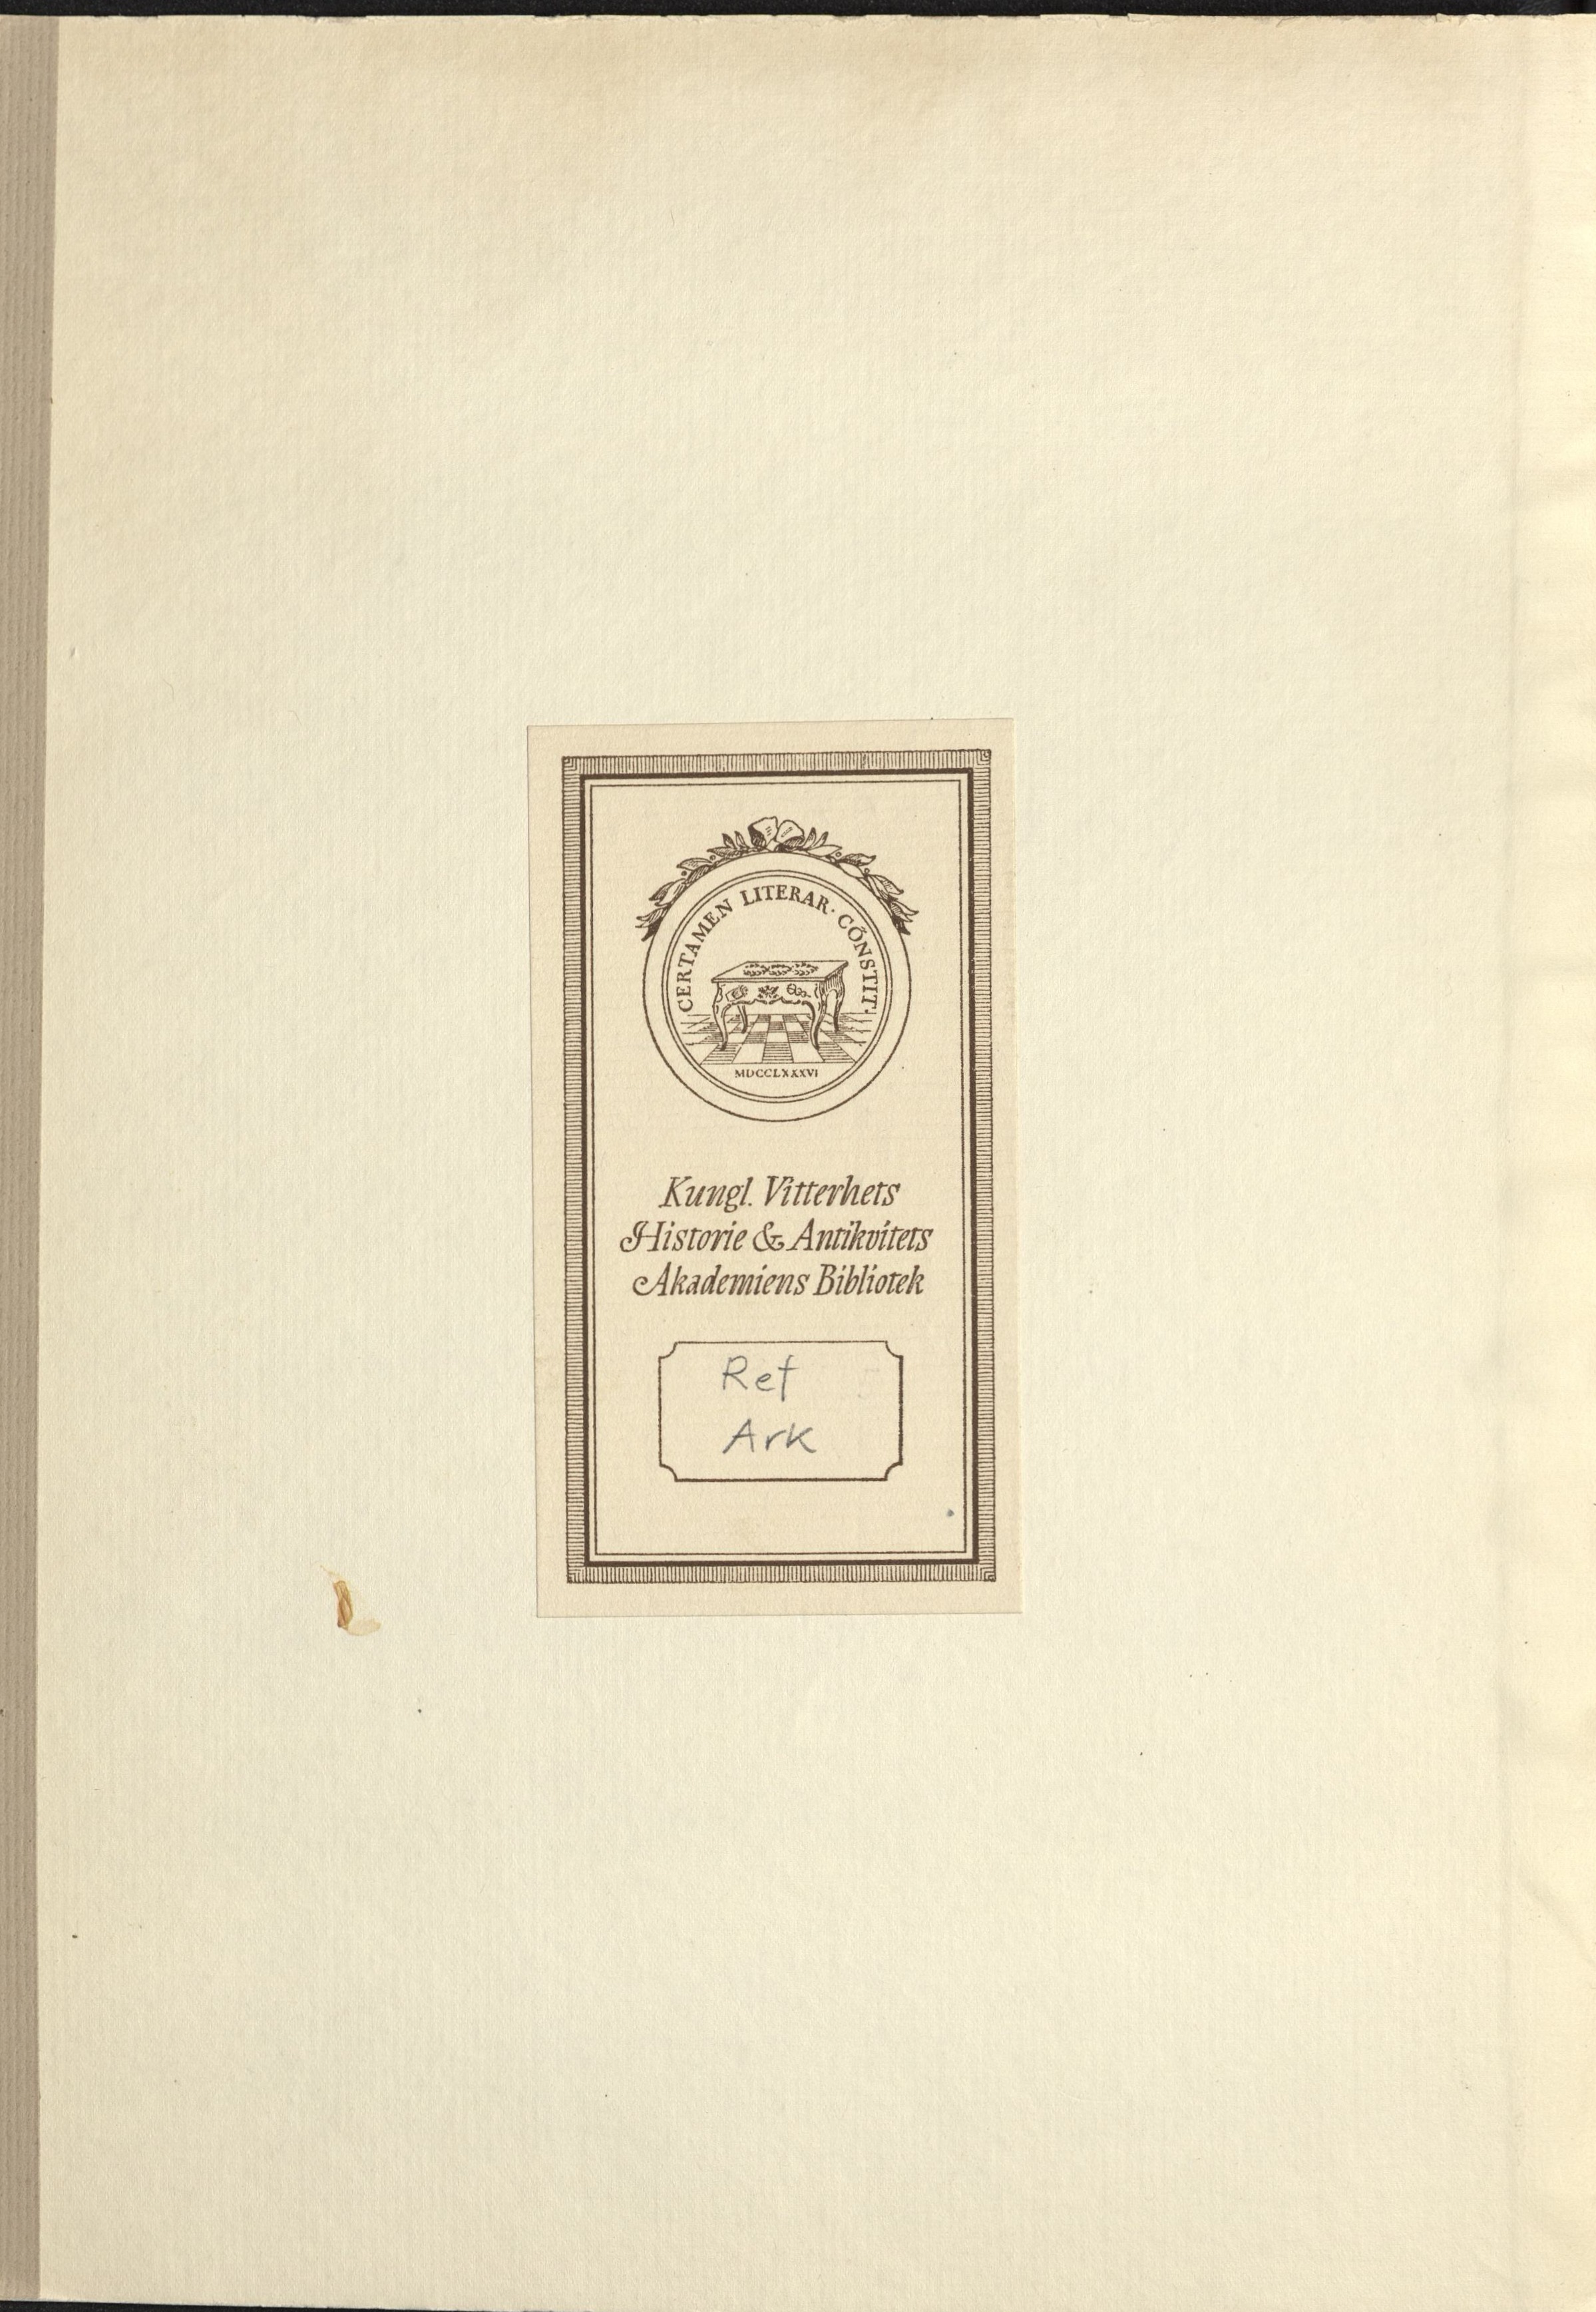 CERTAMEN LITERAR· CONSTIT·
MDCCLXXXVI
Kungl. Vitterhets
Historie & Antikvitets
Akademiens Bibliotek
Ref
Ark